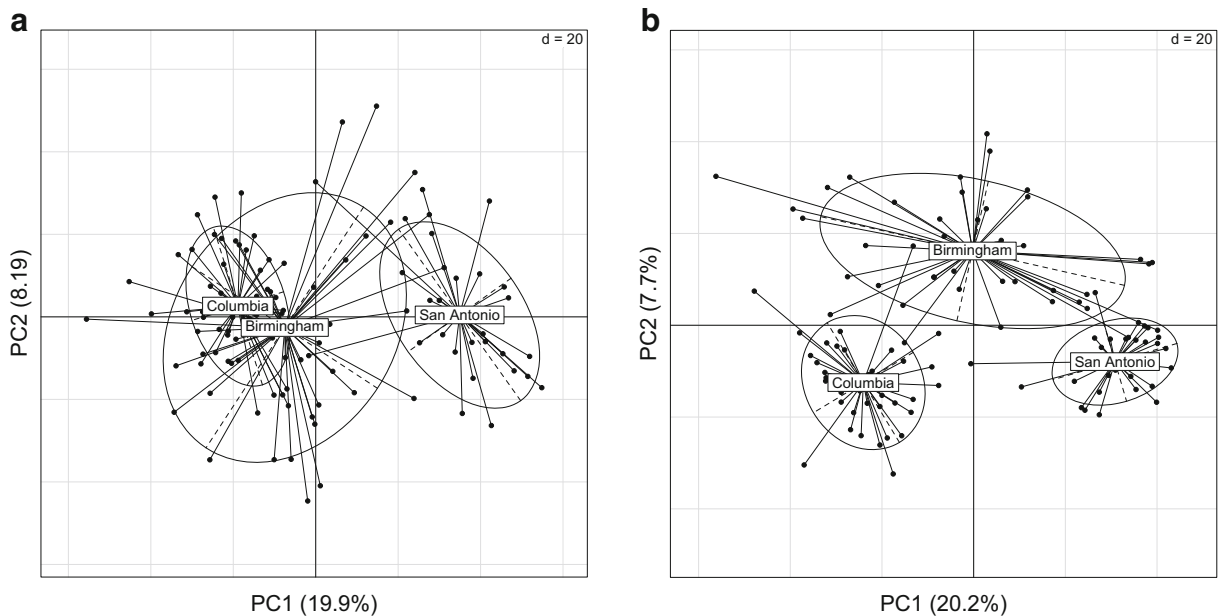 a
d = 20
Columbia
Birmingham
San Antonio
PC2 (8.19)
PC1 (19.9%)
b
d = 20
Birmingham
San Antonio
Columbia
PC2 (7.7%)
PC1 (20.2%)